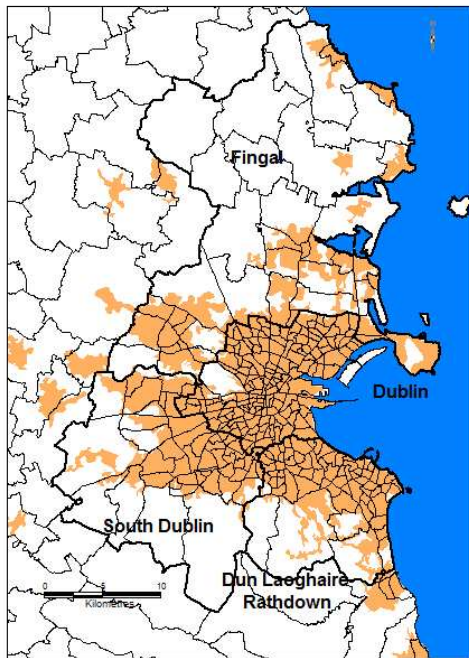 Fingal
Dublin
South Dublin
Dun Laoghaire
Rathdown
0 5 10
Kilometres